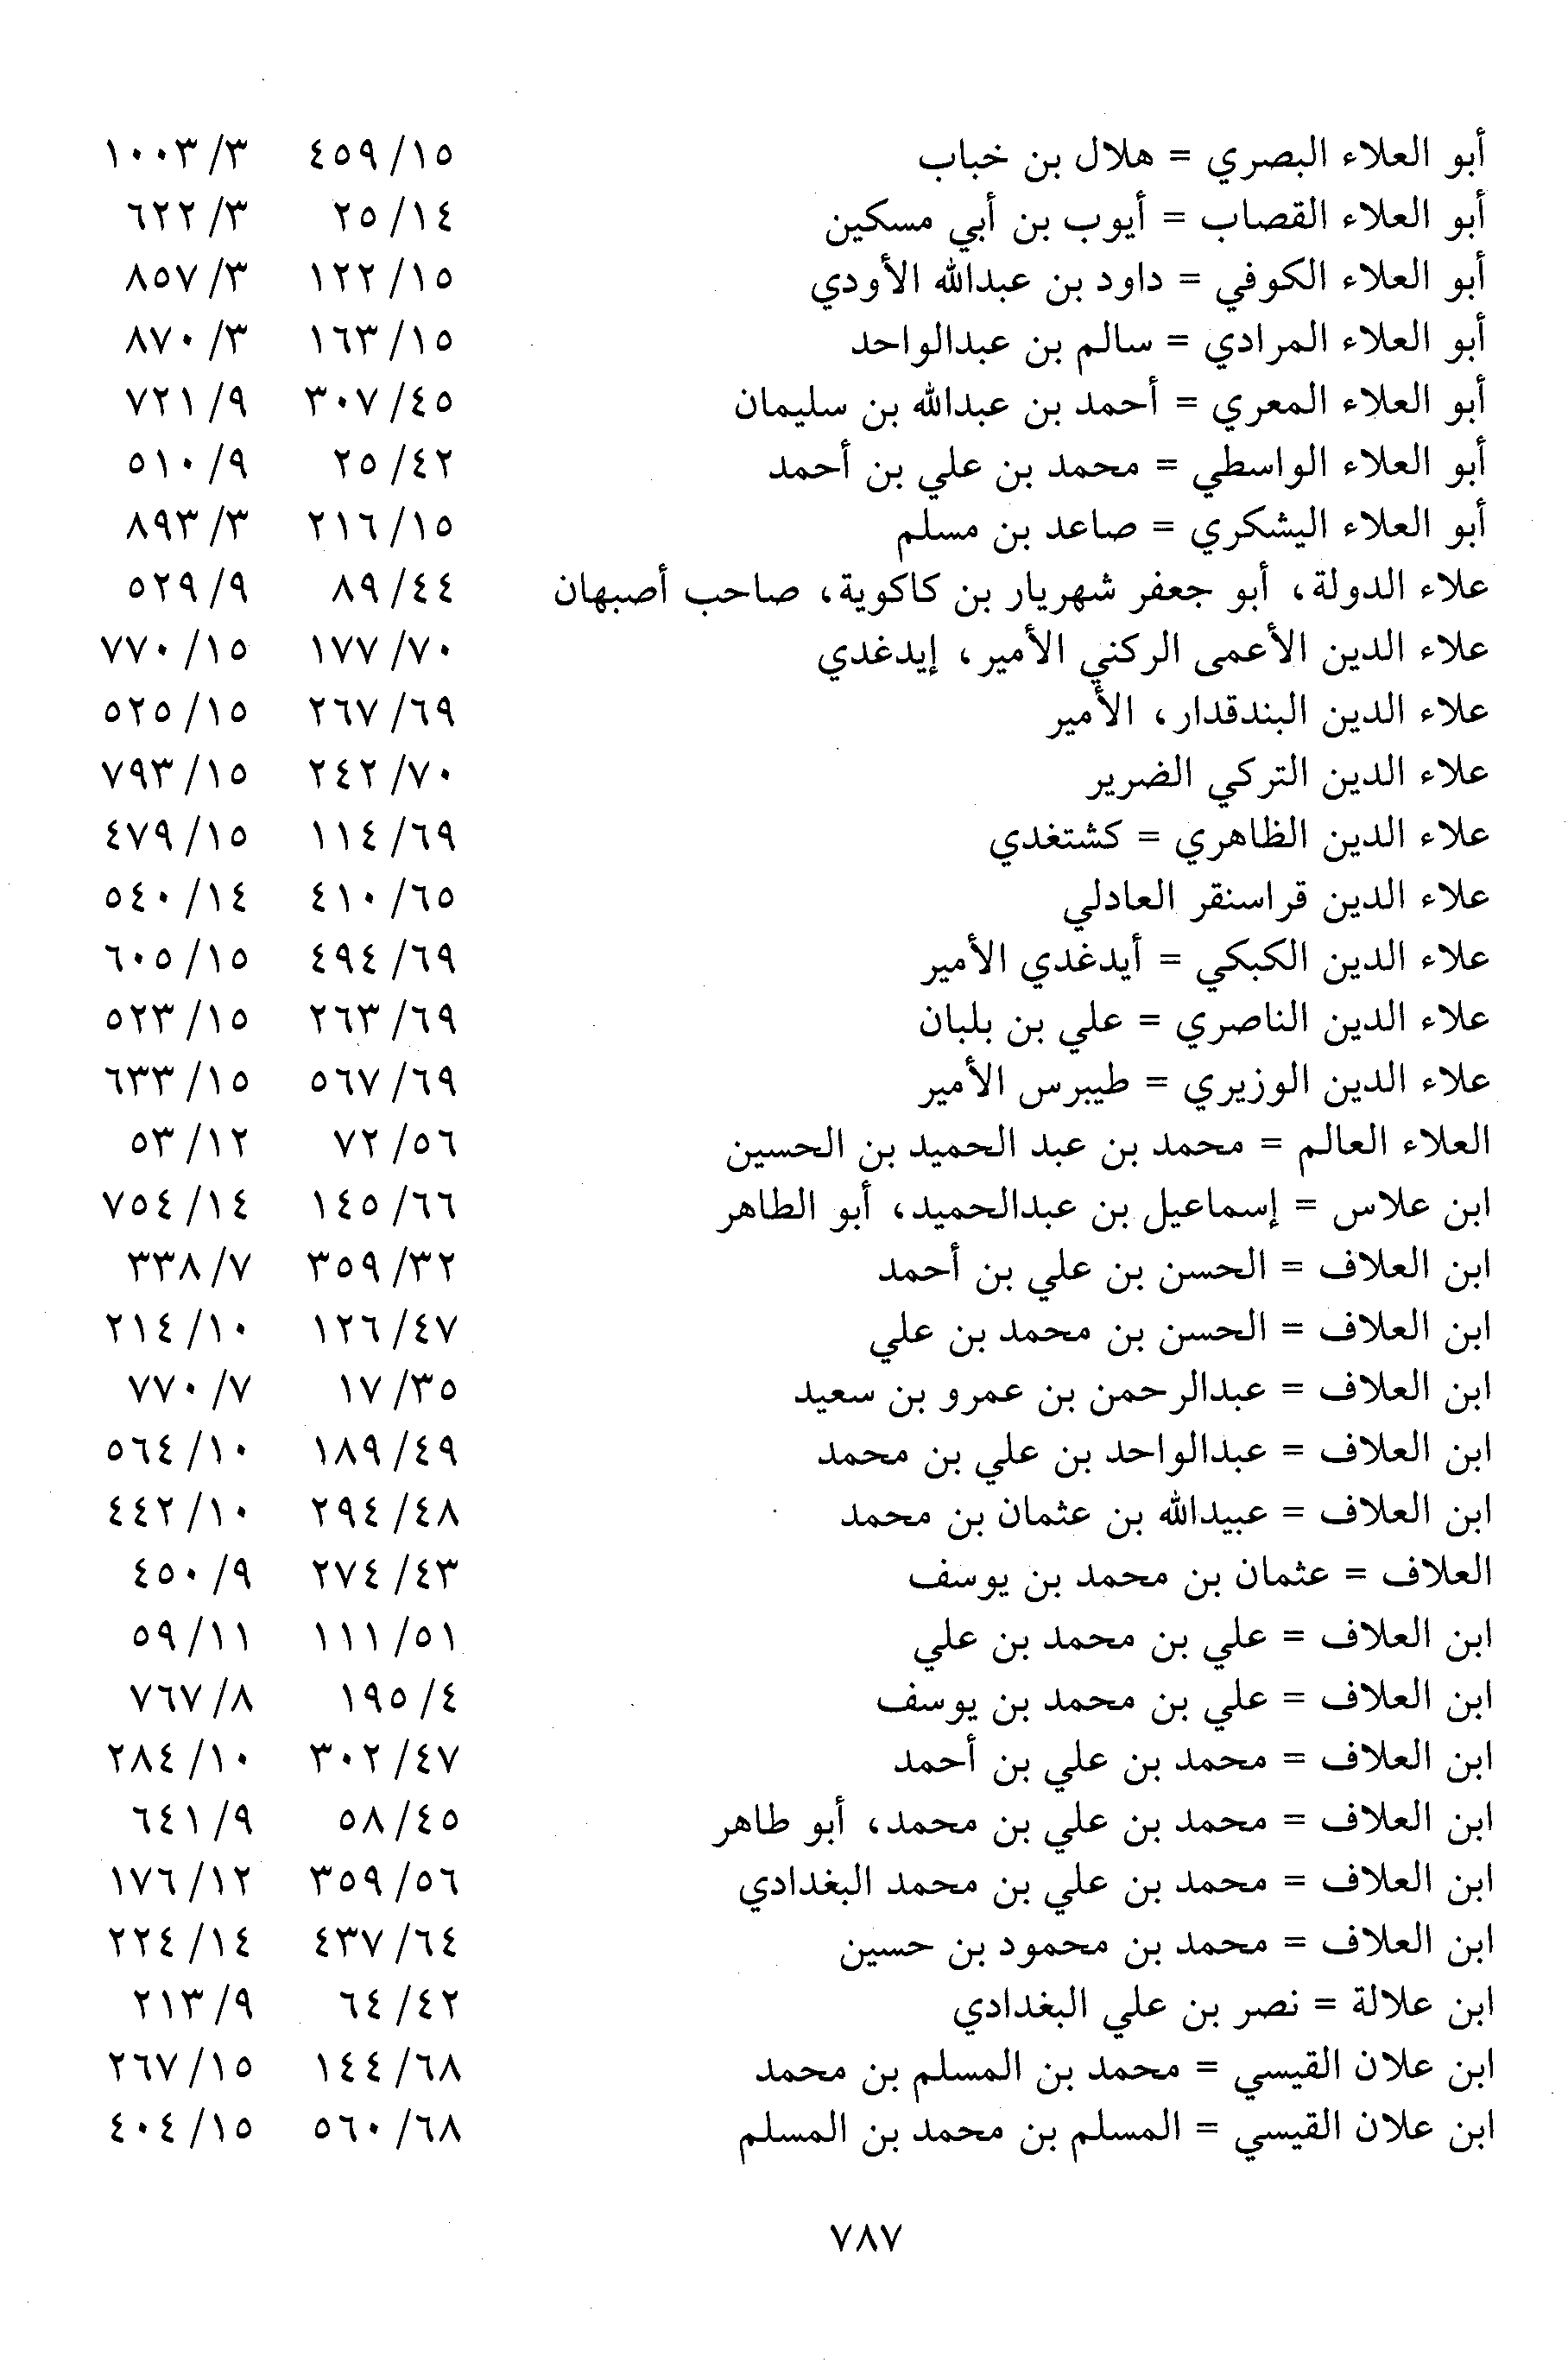 أبو العلاء البصري = هلال بن خباب ١٥/ ٤٥٩ ٣/ ١٠٠٣
أبو العلاء القصاب = أيوب بن أبي مسكين ١٤/ ٢٥ ٣/ ٦٢٢
أبو العلاء الكوفي = داود بن عبدالله الأودي ١٥/ ١٢٢ ٣/ ٨٥٧
أبو العلاء المرادي = سالم بن عبدالواحد ١٥/ ١٦٣ ٣/ ٨٧٠
أبو العلاء المعري = أحمد بن عبدالله بن سليمان ٤٥/ ٣٠٧ ٩/ ٧٢١
أبو العلاء الواسطي = محمد بن علي بن أحمد ٤٢/ ٢٥ ٩/ ٥١٠
أبو العلاء اليشكري = صاعد بن مسلم ١٥/ ٢١٦ ٣/ ٨٩٣
علاء الدولة، أبو جعفر شهريار بن كاكوية، صاحب أصبهان ٤٤/ ٨٩ ٩/ ٥٢٩
علاء الدين الأعمى الركني الأمير، إيدغدي ٧٠/ ١٧٧ ١٥/ ٧٧٠
علاء الدين البندقدار، الأمير ٦٩/ ٢٦٧ ١٥/ ٥٢٥
علاء الدين التركي الضرير ٧٠/ ٢٤٢ ١٥/ ٧٩٣
علاء الدين الظاهري = كشتغدي ٦٩/ ١١٤ ١٥/ ٤٧٩
علاء الدين قراسنقر العادلي ٦٥/ ٤١٠ ١٤/ ٥٤٠
علاء الدين الكبكي = أيدغدي الأمير ٦٩/ ٤٩٤ ١٥/ ٦٠٥
علاء الدين الناصري = علي بن بلبان ٦٩/ ٢٦٣ ١٥/ ٥٢٣
علاء الدين الوزيري = طيبرس الأمير ٦٩/ ٥٦٧ ١٥/ ٦٣٣
العلاء العالم = محمد بن عبد الحميد بن الحسين ٥٦/ ٧٢ ١٢/ ٥٣
ابن علاس = إسماعيل بن عبدالحميد، أبو الطاهر ٦٦/ ١٤٥ ١٤/ ٧٥٤
ابن العلاف = الحسن بن علي بن أحمد ٣٢/ ٣٥٩ ٧/ ٣٣٨
ابن العلاف = الحسن بن محمد بن علي ٤٧/ ١٢٦ ١٠/ ٢١٤
ابن العلاف = عبدالرحمن بن عمرو بن سعيد ٣٥/ ١٧ ٧/ ٧٧٠
ابن العلاف = عبدالواحد بن علي بن محمد ٤٩/ ١٨٩ ١٠/ ٥٦٤
ابن العلاف = عبيدالله بن عثمان بن محمد ٤٨/ ٢٩٤ ١٠/ ٤٤٢
العلاف = عثمان بن محمد بن يوسف ٤٣/ ٢٧٤ ٩/ ٤٥٠
ابن العلاف = علي بن محمد بن علي ٥١/ ١١١ ١١/ ٥٩
ابن العلاف = علي بن محمد بن يوسف ٤/ ١٩٥ ٨/ ٧٦٧
ابن العلاف = محمد بن علي بن أحمد ٤٧/ ٣٠٢ ١٠/ ٢٨٤
ابن العلاف = محمد بن علي بن محمد، أبو طاهر ٤٥/ ٥٨ ٩/ ٦٤١
ابن العلاف = محمد بن علي بن محمد البغدادي ٥٦/ ٣٥٩ ١٢/ ١٧٦
ابن العلاف = محمد بن محمود بن حسين ٦٤/ ٤٣٧ ١٤/ ٢٢٤
ابن علالة = نصر بن علي البغدادي ٤٢/ ٦٤ ٩/ ٢١٣
ابن علان القيسي = محمد بن المسلم بن محمد ٦٨/ ١٤٤ ١٥/ ٢٦٧
ابن علان القيسي = المسلم بن محمد بن المسلم ٦٨/ ٥٦٠ ١٥/ ٤٠٤
٧٨٧